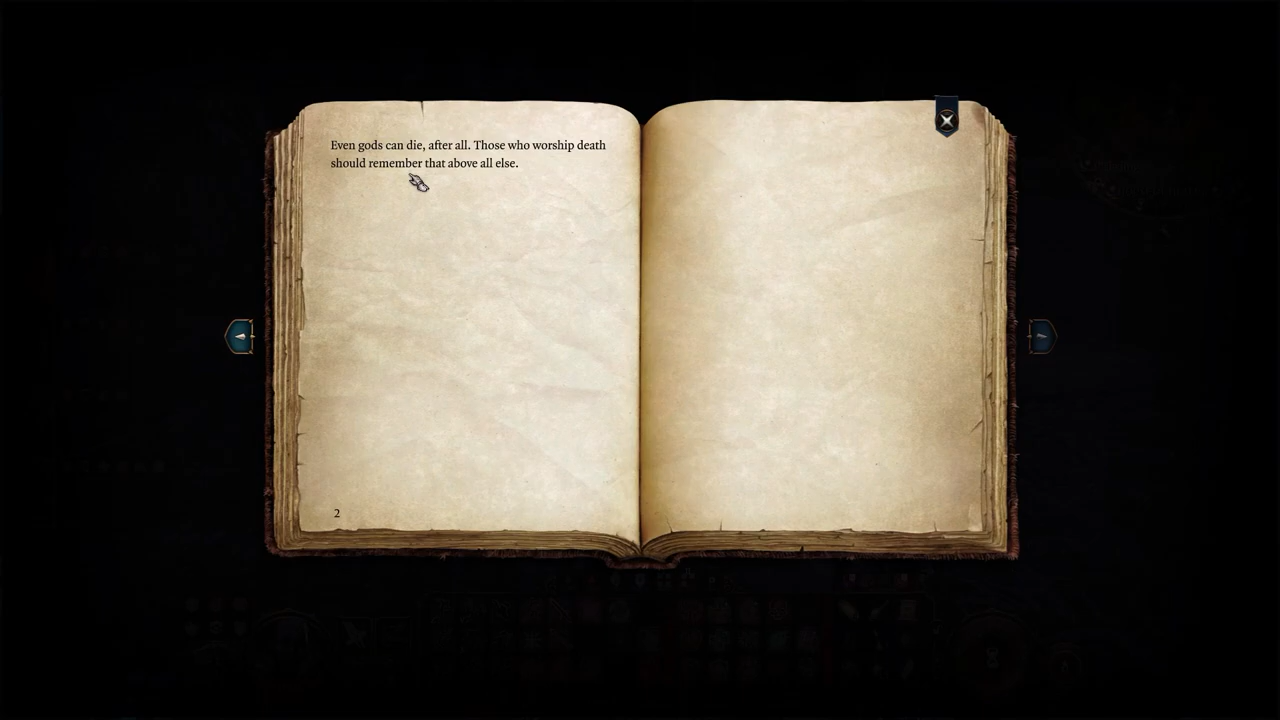 Even gods can die, after all. Those who worship death
should remember that above all else.
2